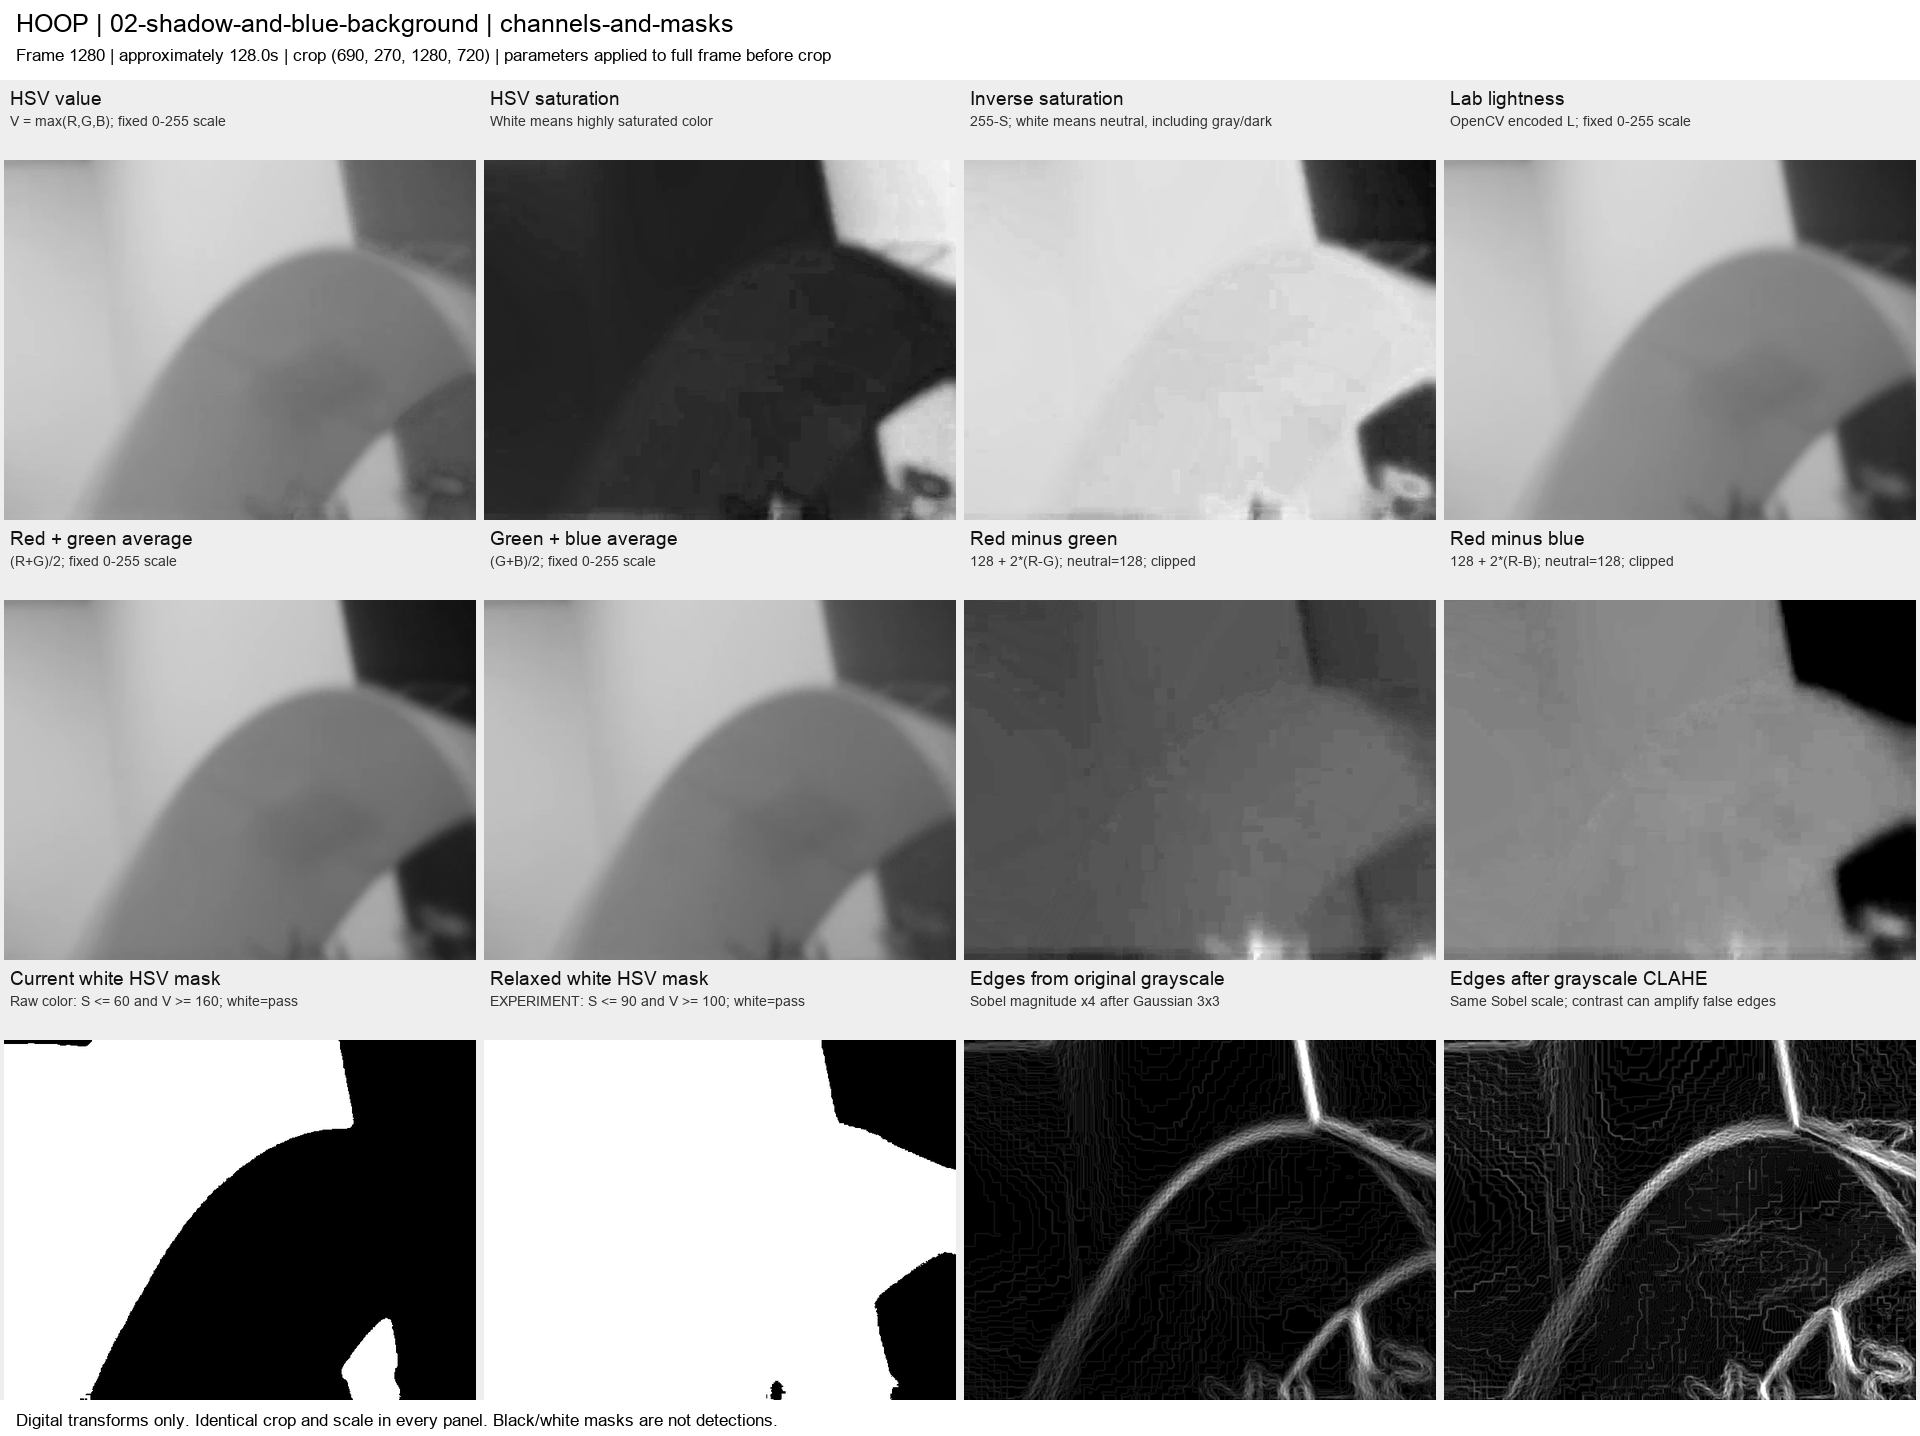 HOOP | 02-shadow-and-blue-background | channels-and-masks
Frame 1280 | approximately 128.0s | crop (690, 270, 1280, 720) | parameters applied to full frame before crop
HSV value
V = max(R,G,B); fixed 0-255 scale
HSV saturation
White means highly saturated color
Inverse saturation
255-S; white means neutral, including gray/dark
Lab lightness
OpenCV encoded L; fixed 0-255 scale
Red + green average
(R+G)/2; fixed 0-255 scale
Green + blue average
(G+B)/2; fixed 0-255 scale
Red minus green
128 + 2*(R-G); neutral=128; clipped
Red minus blue
128 + 2*(R-B); neutral=128; clipped
Current white HSV mask
Raw color: S <= 60 and V >= 160; white=pass
Relaxed white HSV mask
EXPERIMENT: S <= 90 and V >= 100; white=pass
Edges from original grayscale
Sobel magnitude x4 after Gaussian 3x3
Edges after grayscale CLAHE
Same Sobel scale; contrast can amplify false edges
Digital transforms only. Identical crop and scale in every panel. Black/white masks are not detections.